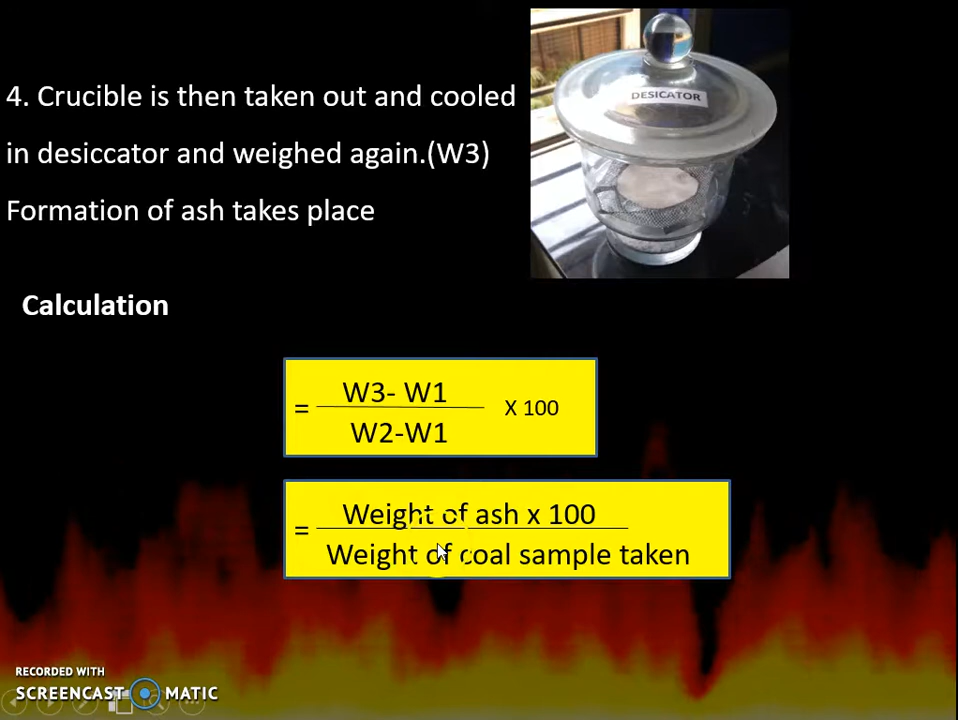 4. Crucible is then taken out and cooled
in desiccator and weighed again.(W3)
Formation of ash takes place
DESICATOR
Calculation
= W3- W1 X 100
W2-W1
= Weight of ash x 100
Weight of coal sample taken
RECORDED WITH
SCREENCAST MATIC